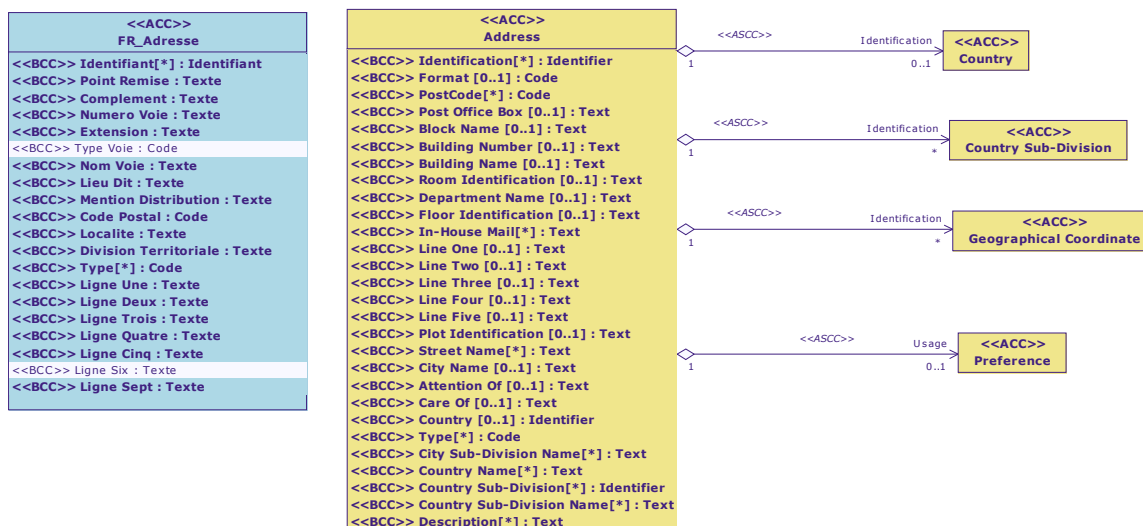 <<ACC>>
FR_Adresse
<<BCC>> Identifiant[*] : Identifiant
<<BCC>> Point Remise : Texte
<<BCC>> Complement : Texte
<<BCC>> Numero Voie : Texte
<<BCC>> Extension : Texte
<<BCC>> Type Voie : Code
<<BCC>> Nom Voie : Texte
<<BCC>> Lieu Dit : Texte
<<BCC>> Mention Distribution : Texte
<<BCC>> Code Postal : Code
<<BCC>> Localite : Texte
<<BCC>> Division Territoriale : Texte
<<BCC>> Type[*] : Code
<<BCC>> Ligne Une : Texte
<<BCC>> Ligne Deux : Texte
<<BCC>> Ligne Trois : Texte
<<BCC>> Ligne Quatre : Texte
<<BCC>> Ligne Cinq : Texte
<<BCC>> Ligne Six : Texte
<<BCC>> Ligne Sept : Texte
<<ACC>>
Address
<<BCC>> Identification[*] : Identifier
<<BCC>> Format [0..1] : Code
<<BCC>> PostCode[*] : Code
<<BCC>> Post Office Box [0..1] : Text
<<BCC>> Block Name [0..1] : Text
<<BCC>> Building Number [0..1] : Text
<<BCC>> Building Name [0..1] : Text
<<BCC>> Room Identification [0..1] : Text
<<BCC>> Department Name [0..1] : Text
<<BCC>> Floor Identification [0..1] : Text
<<BCC>> In-House Mail[*] : Text
<<BCC>> Line One [0..1] : Text
<<BCC>> Line Two [0..1] : Text
<<BCC>> Line Three [0..1] : Text
<<BCC>> Line Four [0..1] : Text
<<BCC>> Line Five [0..1] : Text
<<BCC>> Plot Identification [0..1] : Text
<<BCC>> Street Name[*] : Text
<<BCC>> City Name [0..1] : Text
<<BCC>> Attention Of [0..1] : Text
<<BCC>> Care Of [0..1] : Text
<<BCC>> Country [0..1] : Identifier
<<BCC>> Type[*] : Code
<<BCC>> City Sub-Division Name[*] : Text
<<BCC>> Country Name[*] : Text
<<BCC>> Country Sub-Division[*] : Identifier
<<BCC>> Country Sub-Division Name[*] : Text
<<BCC>> Description[*] : Text
<<ASCC>>
Identification
1
0..1
<<ACC>>
Country
<<ASCC>>
Identification
1
*
<<ACC>>
Country Sub-Division
<<ASCC>>
Identification
1
*
<<ACC>>
Geographical Coordinate
<<ASCC>>
Usage
1
0..1
<<ACC>>
Preference